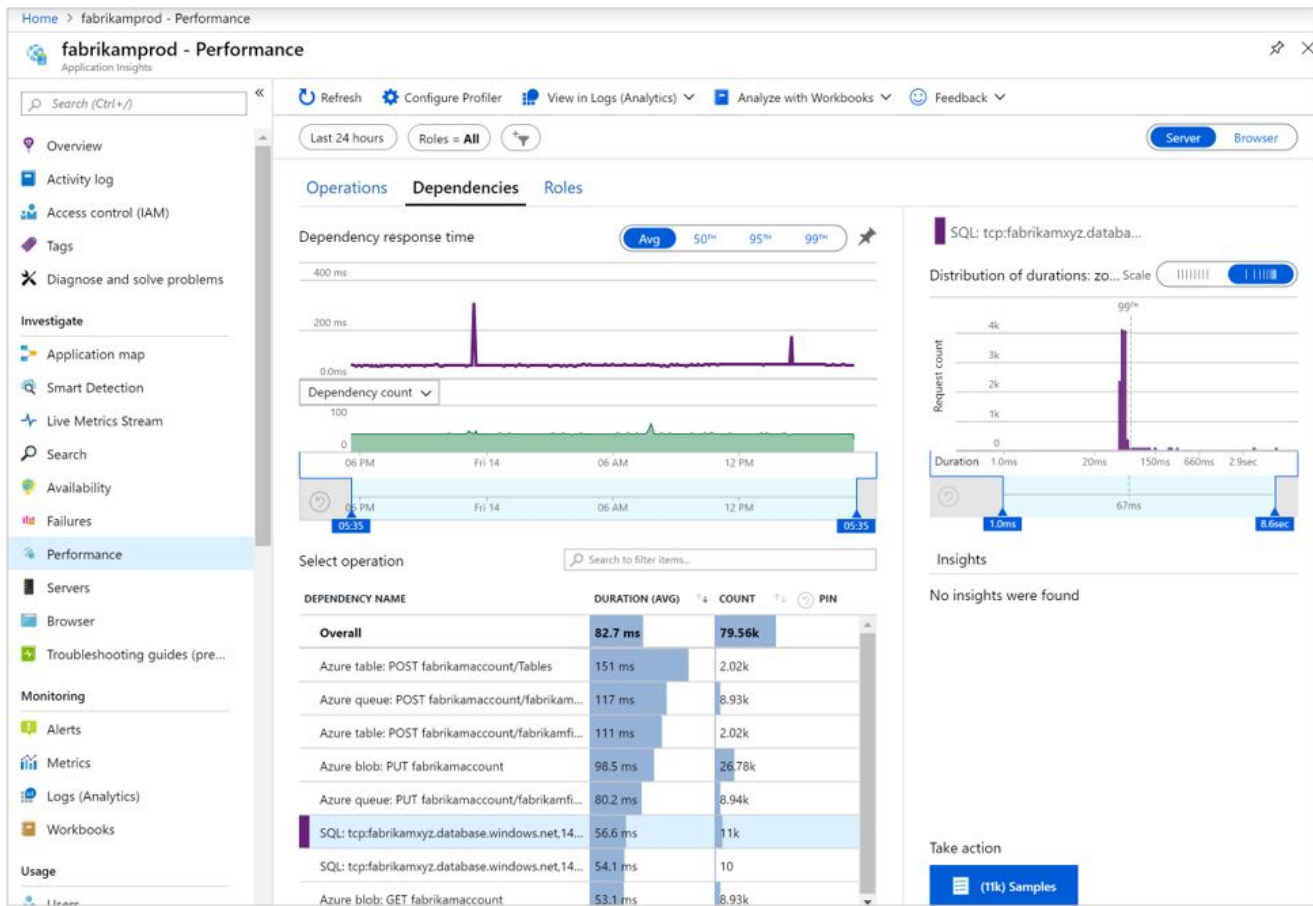 Home > fabrikamprod - Performance
fabrikamprod - Performance
Application Insights
Search (Ctrl+/)
«
Overview
Activity log
Access control (IAM)
Tags
Diagnose and solve problems
Investigate
Application map
Smart Detection
Live Metrics Stream
Search
Availability
Failures
Performance
Servers
Browser
Troubleshooting guides (pre...
Monitoring
Alerts
Metrics
Logs (Analytics)
Workbooks
Usage
Users
Refresh Configure Profiler View in Logs (Analytics) Analyze with Workbooks Feedback
Last 24 hours Roles = All Server Browser
Operations Dependencies Roles
Dependency response time Avg 50TH 95TH 99TH
400 ms
200 ms
0.0ms
Dependency count
100
0
06 PM Fri 14 06 AM 12 PM
06 PM Fri 14 06 AM 12 PM
05:35 05:35
Select operation Search to filter items...
DEPENDENCY NAME DURATION (AVG) COUNT PIN
Overall 82.7 ms 79.56k
Azure table: POST fabrikamaccount/Tables 151 ms 2.02k
Azure queue: POST fabrikamaccount/fabrikam... 117 ms 8.93k
Azure table: POST fabrikamaccount/fabrikamfi... 111 ms 2.02k
Azure blob: PUT fabrikamaccount 98.5 ms 26.78k
Azure queue: PUT fabrikamaccount/fabrikamfi... 80.2 ms 8.94k
SQL: tcp:fabrikamxyz.database.windows.net,14... 56.6 ms 11k
SQL: tcp:fabrikamxyz.database.windows.net,14... 54.1 ms 10
Azure blob: GET fabrikamaccount 53.1 ms 8.93k
SQL: tcp:fabrikamxyz.databa...
Distribution of durations: zo... Scale
99TH
Request count
4k
3k
2k
1k
0
Duration 1.0ms 20ms 150ms 660ms 2.9sec
67ms
1.0ms 8.6sec
Insights
No insights were found
Take action
(11k) Samples